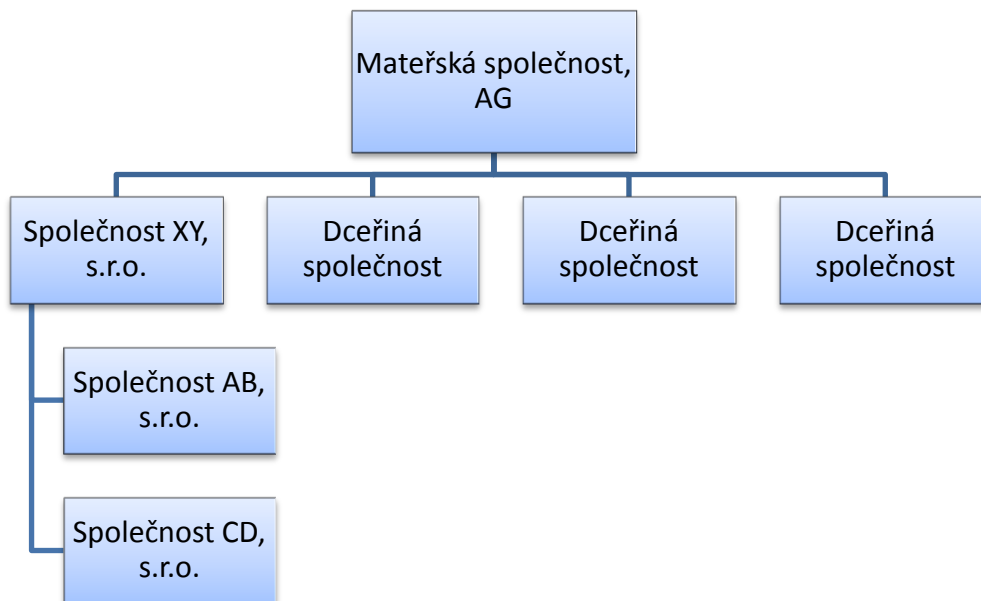 Mateřská společnost,
AG
Společnost XY,
s.r.o.
Dceřiná
společnost
Dceřiná
společnost
Dceřiná
společnost
Společnost AB,
s.r.o.
Společnost CD,
s.r.o.